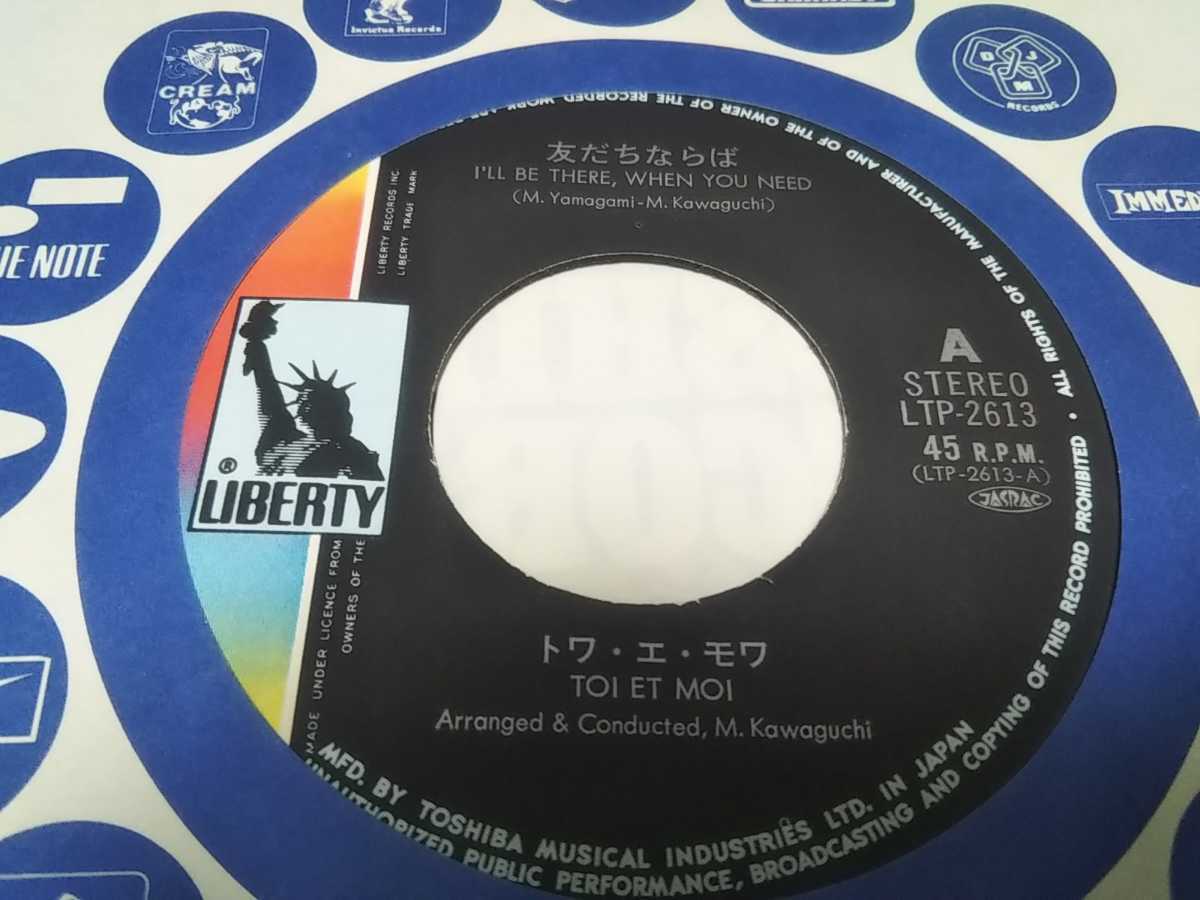 Invictus Records
CREAM
DJM
RECORDS
IMMED
UE NOTE
友だちならば
I'LL BE THERE, WHEN YOU NEED
(M. Yamagami-M. Kawaguchi)
LIBERTY RECORDS INC
LIBERTY TRADE MARK
® LIBERTY
A
STEREO
LTP-2613
45 R.P.M.
(LTP-2613-A)
JASRAC
トワ・エ・モワ
TOI ET MOI
Arranged & Conducted, M. Kawaguchi
MADE UNDER LICENCE FROM
OWNERS OF THE
MFD. BY TOSHIBA MUSICAL INDUSTRIES LTD. IN JAPAN
ALL RIGHTS OF THE MANUFACTURER AND OF THE OWNER OF THE RECORDED WORK ARE
UNAUTHORIZED PUBLIC PERFORMANCE, BROADCASTING AND COPYING OF THIS RECORD PROHIBITED •